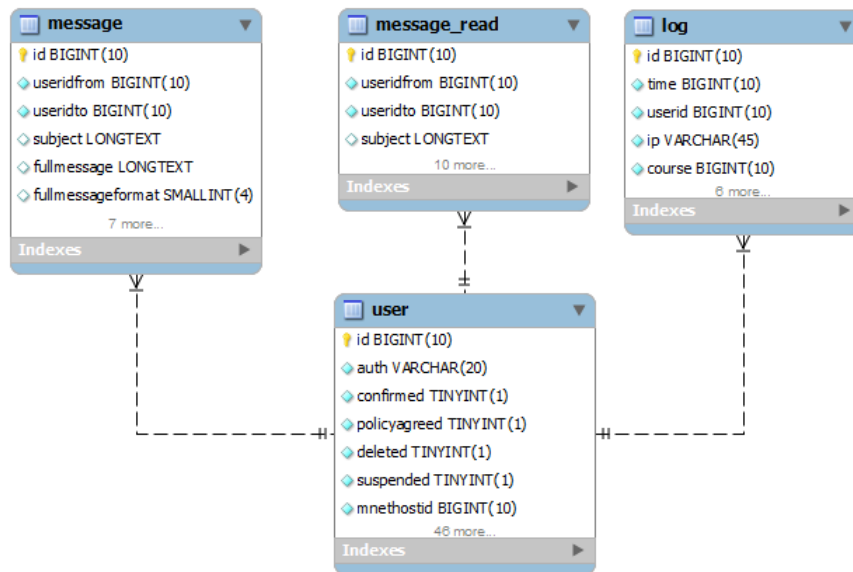 message
id BIGINT(10)
useridfrom BIGINT(10)
useridto BIGINT(10)
subject LONGTEXT
fullmessage LONGTEXT
fullmessageformat SMALLINT(4)
7 more...
Indexes
message_read
id BIGINT(10)
useridfrom BIGINT(10)
useridto BIGINT(10)
subject LONGTEXT
10 more...
Indexes
log
id BIGINT(10)
time BIGINT(10)
userid BIGINT(10)
ip VARCHAR(45)
course BIGINT(10)
6 more...
Indexes
user
id BIGINT(10)
auth VARCHAR(20)
confirmed TINYINT(1)
policyagreed TINYINT(1)
deleted TINYINT(1)
suspended TINYINT(1)
mnethostid BIGINT(10)
46 more...
Indexes